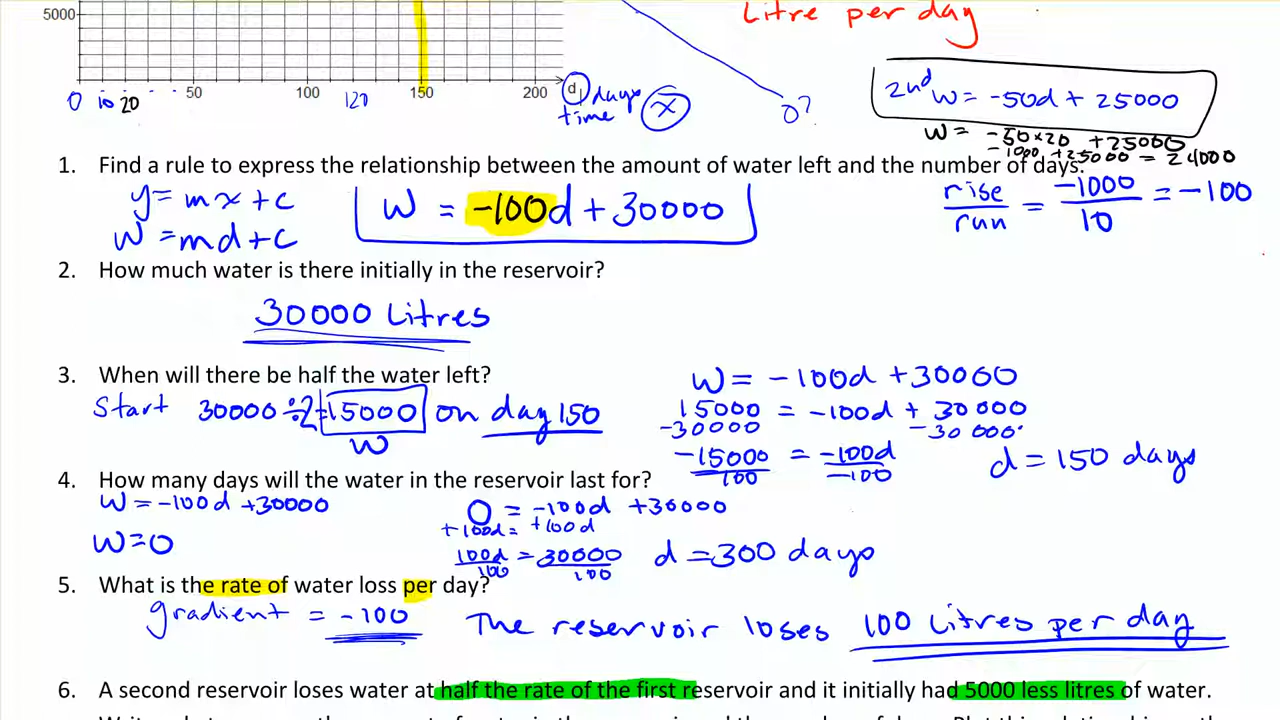 5000
Litre per day
0 10 20 50 100 120 150 200 d days
time x
0?
2nd W = -50d + 25000
W = -50×20 + 25000
-1000 + 25000 = 24000
1. Find a rule to express the relationship between the amount of water left and the number of days.
y = mx + c
W = md + c
W = -100d + 30000
rise/run = -1000/10 = -100
2. How much water is there initially in the reservoir?
30000 Litres
3. When will there be half the water left?
Start 30000 ÷2 = 15000 on day 150
W
W = -100d + 30000
15000 = -100d + 30000
-30000 -30000
-15000/100 = -100d/-100
d = 150 days
4. How many days will the water in the reservoir last for?
W = -100d + 30000
W = 0
0 = -100d + 30000
+100d = +100d
100d/100 = 30000/100 d = 300 days
5. What is the rate of water loss per day?
gradient = -100 The reservoir loses 100 Litres per day
6. A second reservoir loses water at half the rate of the first reservoir and it initially had 5000 less litres of water.